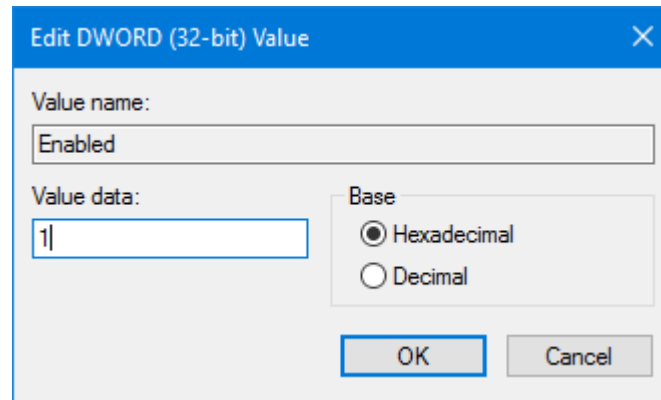 Edit DWORD (32-bit) Value
Value name:
Enabled
Value data:
1
Base
Hexadecimal
Decimal
OK
Cancel